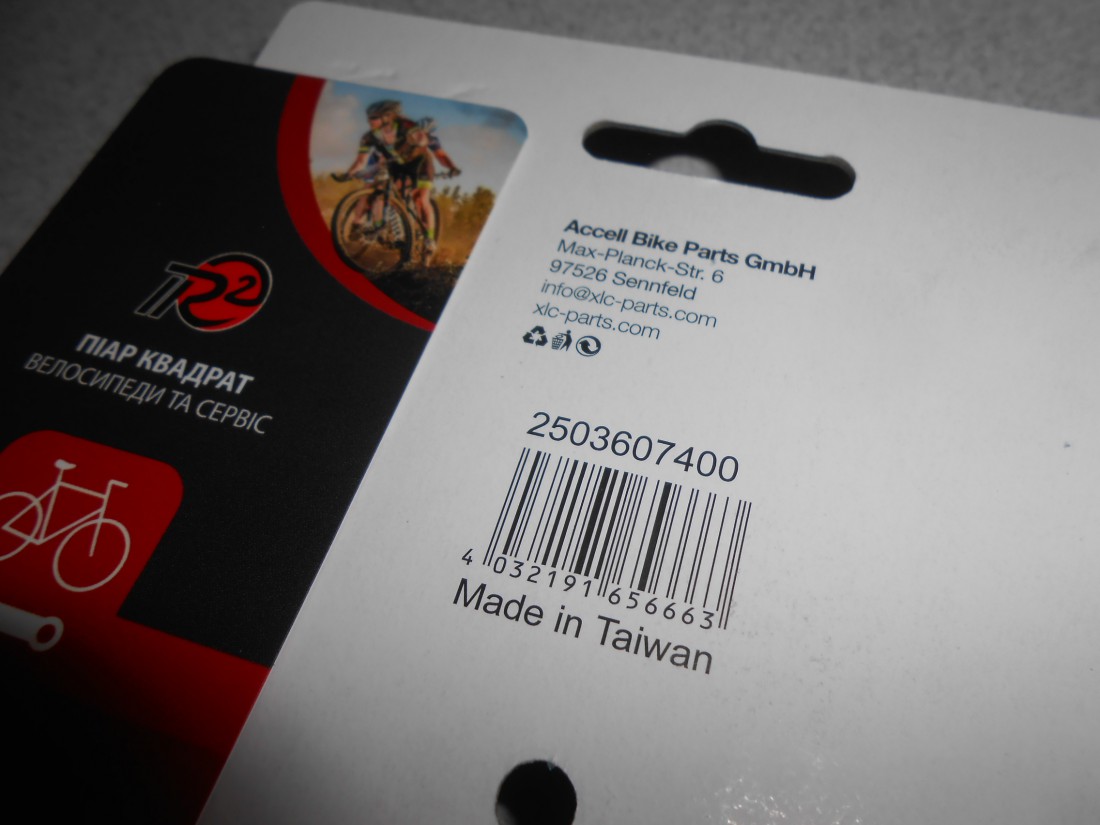 R2
ПІАР КВАДРАТ
ВЕЛОСИПЕДИ ТА СЕРВІС
Accell Bike Parts GmbH
Max-Planck-Str. 6
97526 Sennfeld
info@xlc-parts.com
xlc-parts.com
2503607400
4 032191 656663
Made in Taiwan